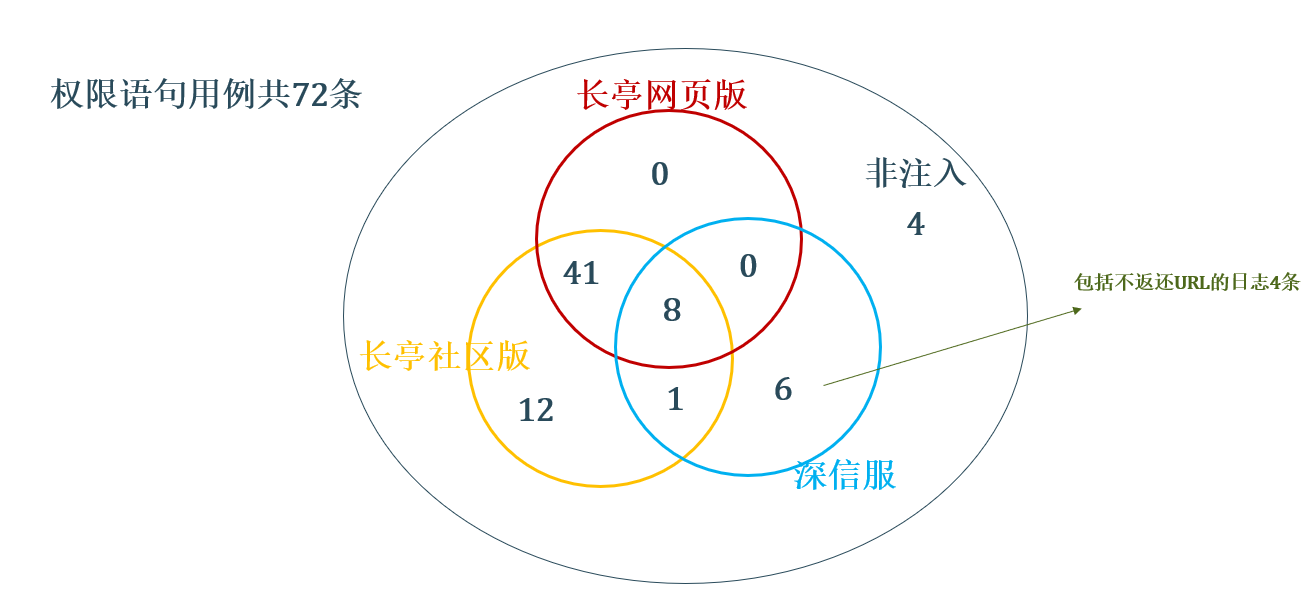 权限语句用例共72条
长亭网页版
0
非注入
4
41
0
包括不返还URL的日志4条
8
长亭社区版
12
1
6
深信服